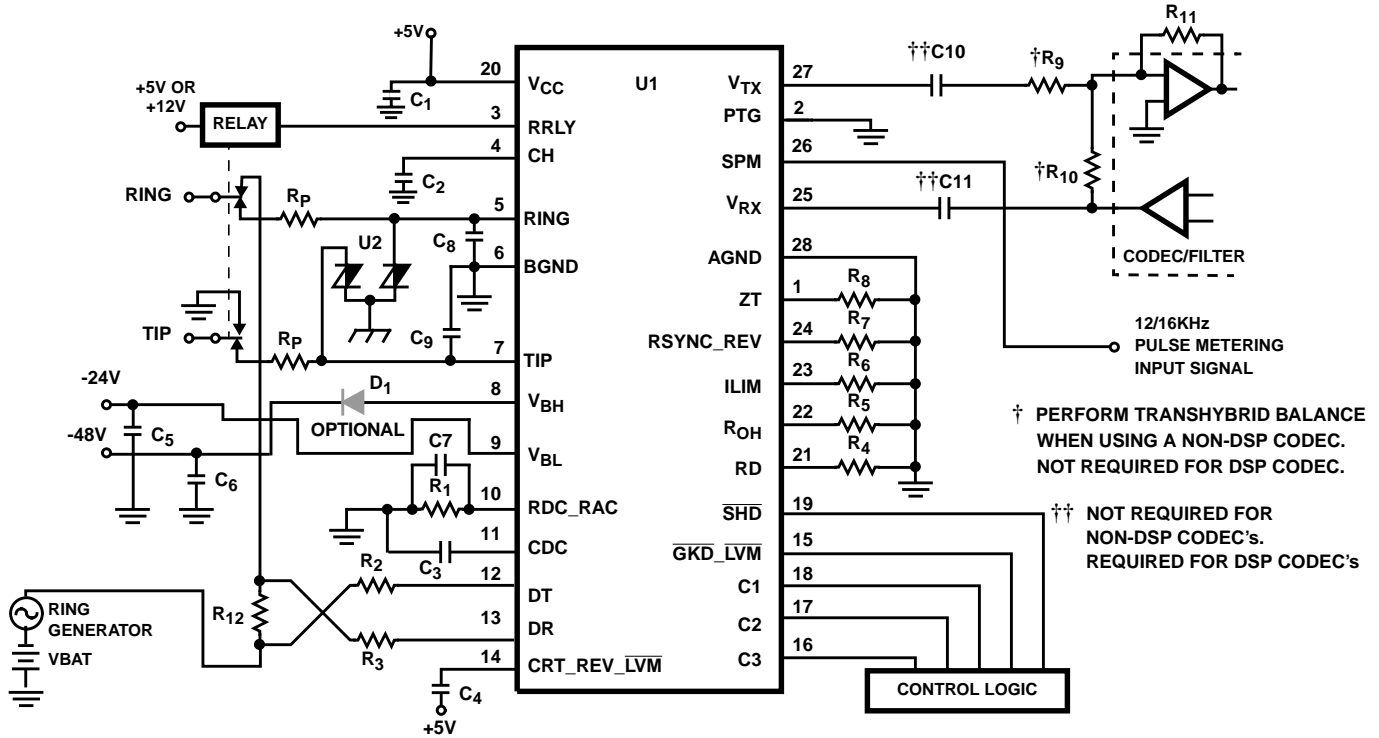 +5V
20
VCC
C1
+5V OR
+12V
RELAY
3
RRLY
4
CH
C2
RING
RP
5
RING
U2
C8
6
BGND
TIP
RP
C9
7
TIP
-24V
D1
8
VBH
OPTIONAL
-48V
C5
C6
9
VBL
C7
R1
10
RDC_RAC
11
CDC
C3
R2
12
DT
R12
13
DR
R3
RING
GENERATOR
VBAT
14
CRT_REV_LVM
C4
+5V
U1
VTX
27
††C10
†R9
R11
PTG
2
SPM
26
†R10
VRX
25
††C11
CODEC/FILTER
AGND
28
ZT
1
R8
RSYNC_REV
24
R7
ILIM
23
R6
ROH
22
R5
RD
21
R4
12/16KHz
PULSE METERING
INPUT SIGNAL
† PERFORM TRANSHYBRID BALANCE
WHEN USING A NON-DSP CODEC.
NOT REQUIRED FOR DSP CODEC.
†† NOT REQUIRED FOR
NON-DSP CODEC's.
REQUIRED FOR DSP CODEC's
SHD
19
GKD_LVM
15
C1
18
C2
17
C3
16
CONTROL LOGIC